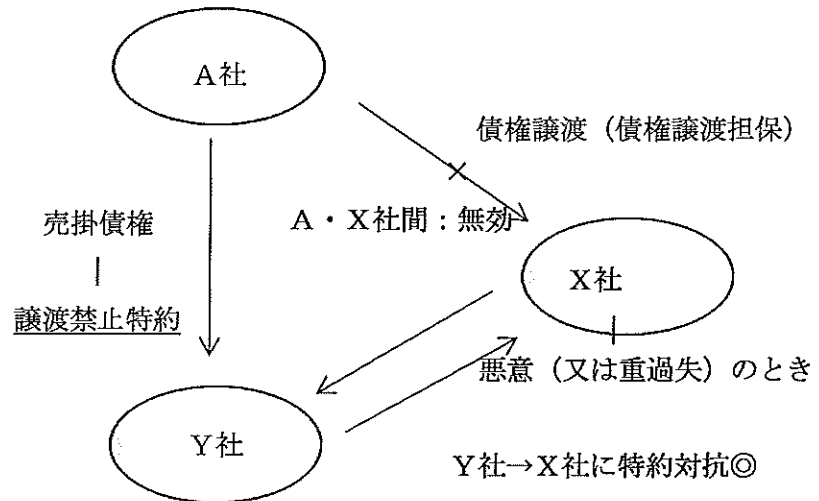 A社
債権譲渡（債権譲渡担保）
売掛債権
A・X社間：無効
譲渡禁止特約
X社
悪意（又は重過失）のとき
Y社
Y社→X社に特約対抗◎